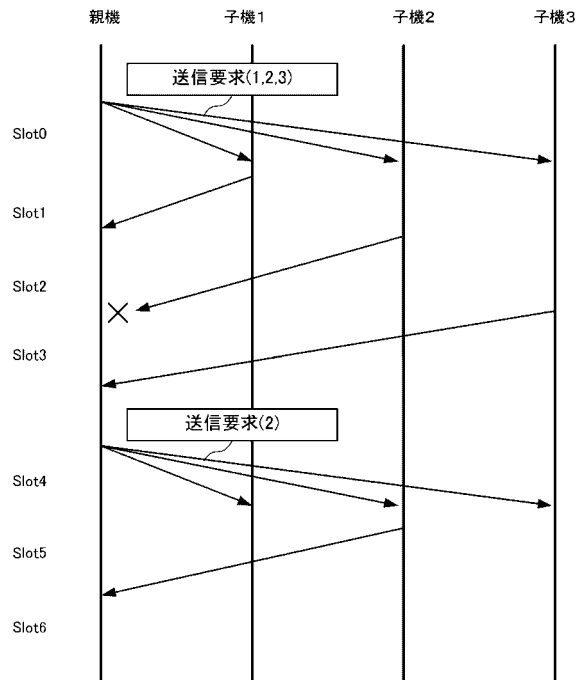 親機 子機1 子機2 子機3
送信要求(1,2,3)
Slot0
Slot1
Slot2
Slot3
送信要求(2)
Slot4
Slot5
Slot6